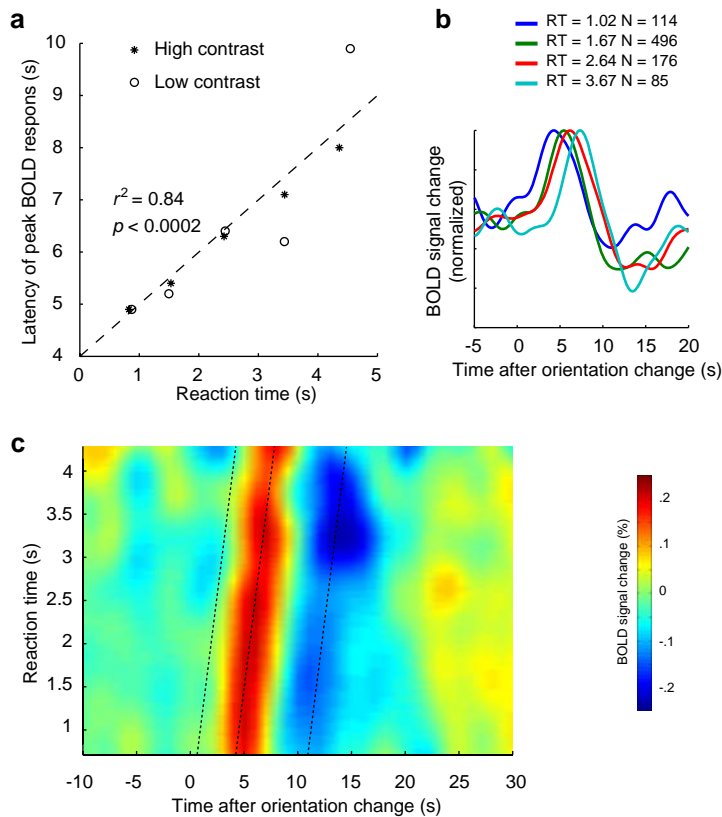 a
10
9
8
7
6
5
4
0
1
2
3
4
5
Latency of peak BOLD respons (s)
Reaction time (s)
High contrast
Low contrast
r² = 0.84
p < 0.0002
b
RT = 1.02 N = 114
RT = 1.67 N = 496
RT = 2.64 N = 176
RT = 3.67 N = 85
BOLD signal change
(normalized)
-5
0
5
10
15
20
Time after orientation change (s)
c
4
3.5
3
2.5
2
1.5
1
Reaction time (s)
-10
-5
0
5
10
15
20
25
30
Time after orientation change (s)
.2
.1
0
-.1
-.2
BOLD signal change (%)